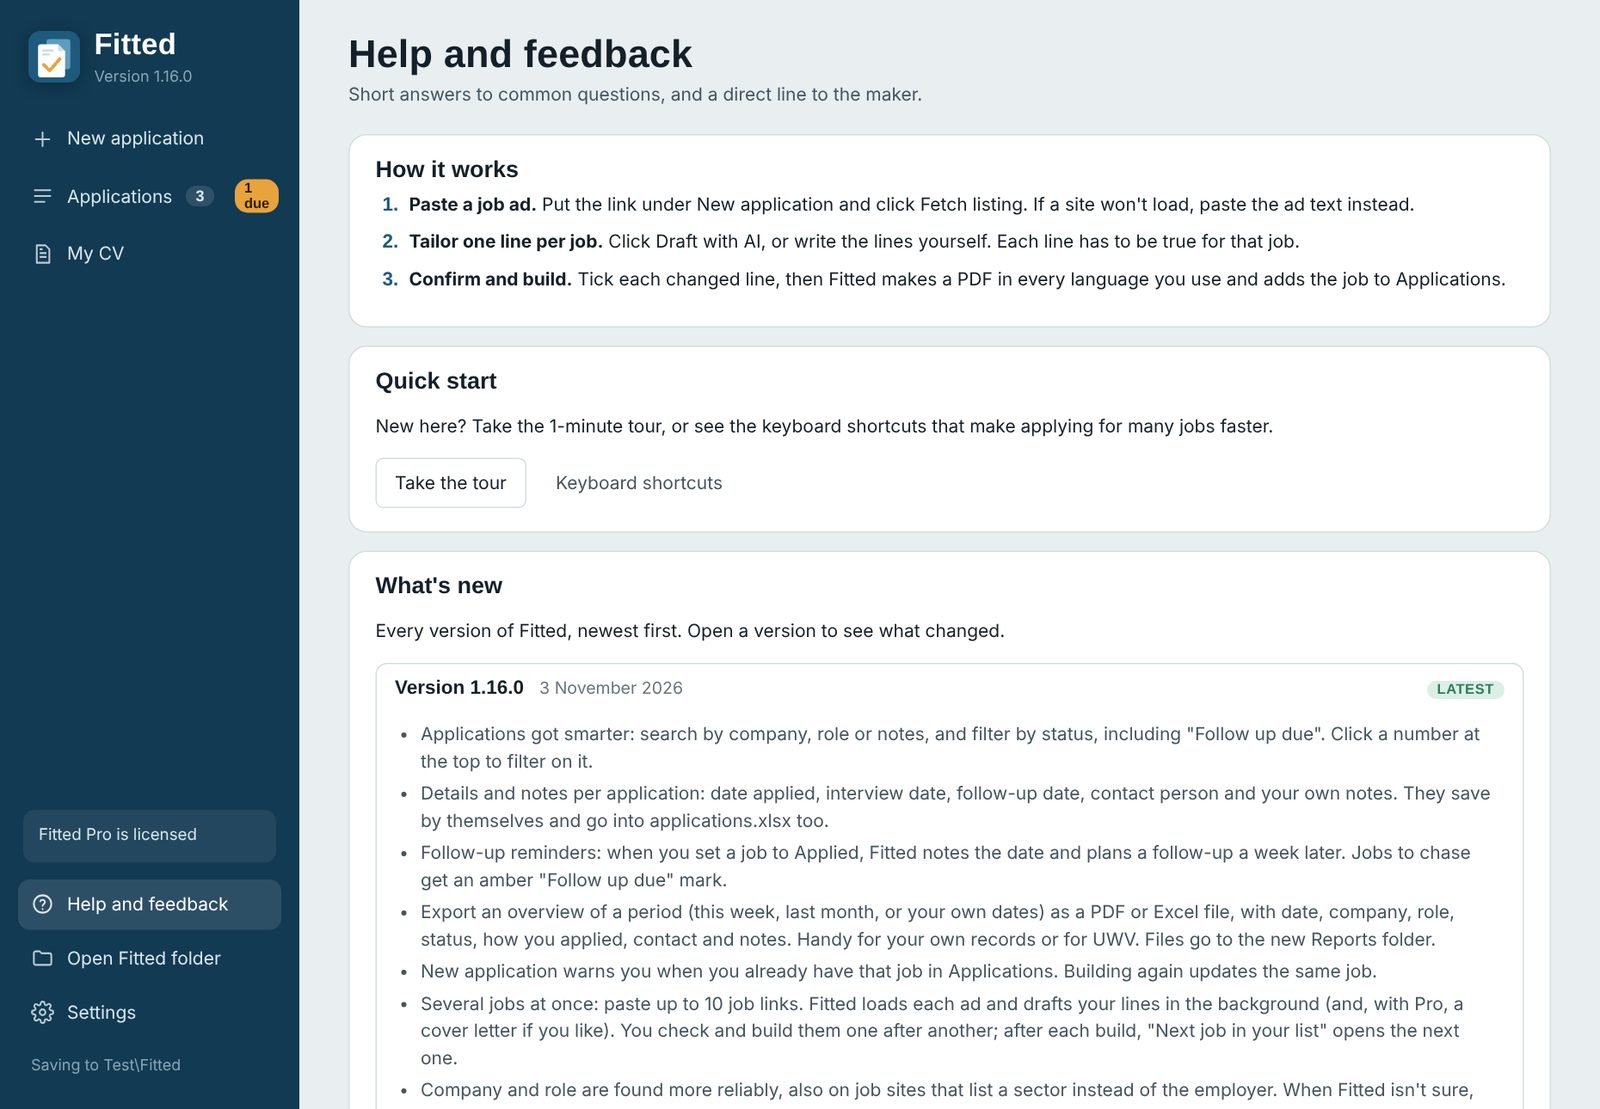 Fitted
Version 1.16.0
New application
Applications 3 1 due
My CV
Fitted Pro is licensed
Help and feedback
Open Fitted folder
Settings
Saving to Test\Fitted
Help and feedback
Short answers to common questions, and a direct line to the maker.
How it works
1. Paste a job ad. Put the link under New application and click Fetch listing. If a site won't load, paste the ad text instead.
2. Tailor one line per job. Click Draft with AI, or write the lines yourself. Each line has to be true for that job.
3. Confirm and build. Tick each changed line, then Fitted makes a PDF in every language you use and adds the job to Applications.
Quick start
New here? Take the 1-minute tour, or see the keyboard shortcuts that make applying for many jobs faster.
Take the tour Keyboard shortcuts
What's new
Every version of Fitted, newest first. Open a version to see what changed.
Version 1.16.0 3 November 2026 LATEST
• Applications got smarter: search by company, role or notes, and filter by status, including "Follow up due". Click a number at
the top to filter on it.
• Details and notes per application: date applied, interview date, follow-up date, contact person and your own notes. They save
by themselves and go into applications.xlsx too.
• Follow-up reminders: when you set a job to Applied, Fitted notes the date and plans a follow-up a week later. Jobs to chase
get an amber "Follow up due" mark.
• Export an overview of a period (this week, last month, or your own dates) as a PDF or Excel file, with date, company, role,
status, how you applied, contact and notes. Handy for your own records or for UWV. Files go to the new Reports folder.
• New application warns you when you already have that job in Applications. Building again updates the same job.
• Several jobs at once: paste up to 10 job links. Fitted loads each ad and drafts your lines in the background (and, with Pro, a
cover letter if you like). You check and build them one after another; after each build, "Next job in your list" opens the next
one.
• Company and role are found more reliably, also on job sites that list a sector instead of the employer. When Fitted isn't sure,